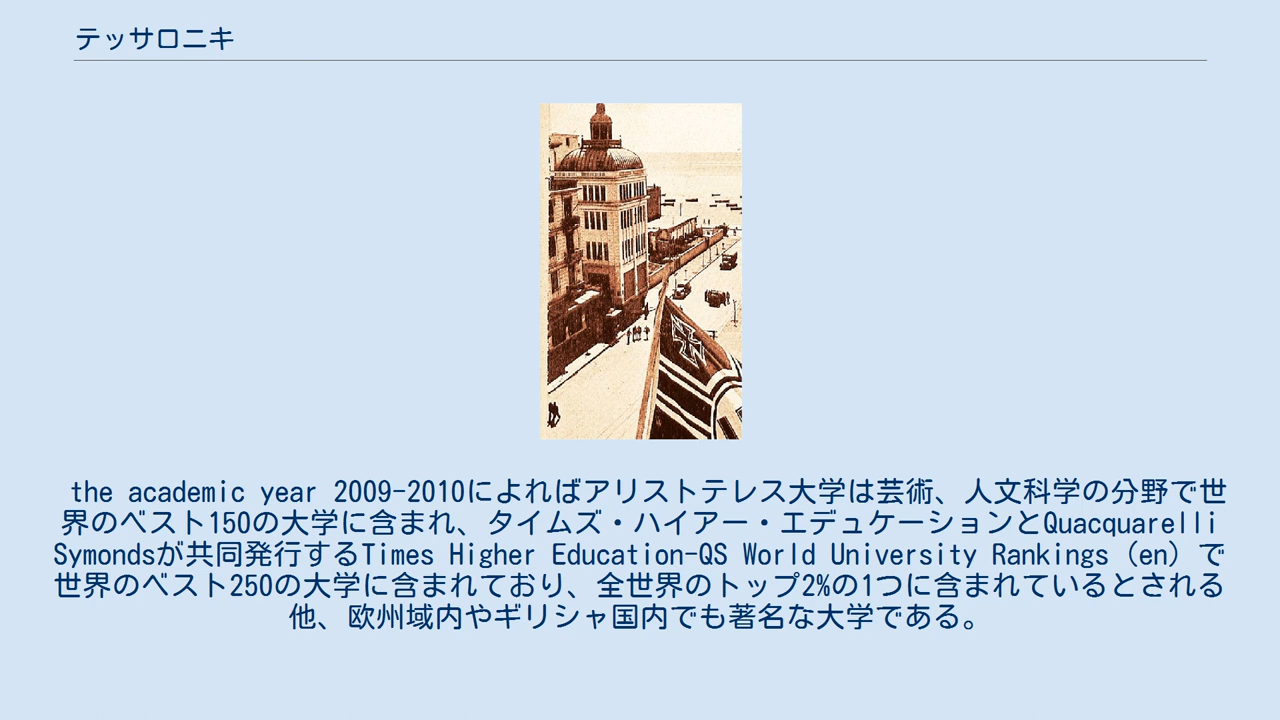 テッサロニキ
the academic year 2009-2010によればアリストテレス大学は芸術、人文科学の分野で世
界のベスト150の大学に含まれ、タイムズ・ハイアー・エデュケーションとQuacquarelli
Symondsが共同発行するTimes Higher Education-QS World University Rankings (en) で
世界のベスト250の大学に含まれており、全世界のトップ2%の1つに含まれているとされる
他、欧州域内やギリシャ国内でも著名な大学である。